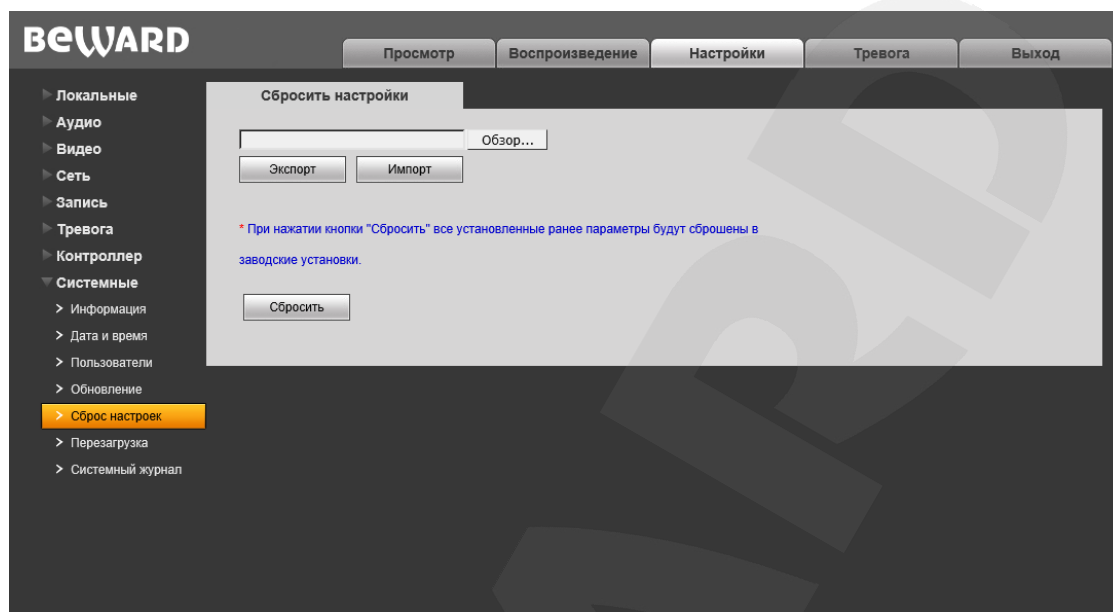 BEWARD
Просмотр
Воспроизведение
Настройки
Тревога
Выход
Локальные
Аудио
Видео
Сеть
Запись
Тревога
Контроллер
Системные
Информация
Дата и время
Пользователи
Обновление
Сброс настроек
Перезагрузка
Системный журнал
Сбросить настройки
Обзор...
Экспорт
Импорт
* При нажатии кнопки "Сбросить" все установленные ранее параметры будут сброшены в
заводские установки.
Сбросить